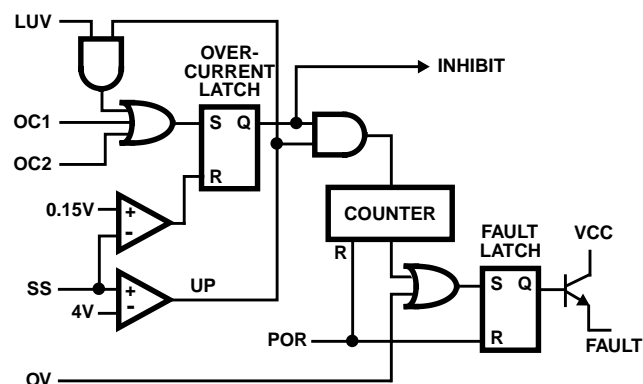 LUV
OVER-
CURRENT
LATCH
INHIBIT
OC1
S Q
OC2
R
0.15V
+
-
COUNTER
FAULT
LATCH
VCC
R
SS
+
UP
4V
-
S Q
POR
R
FAULT
OV